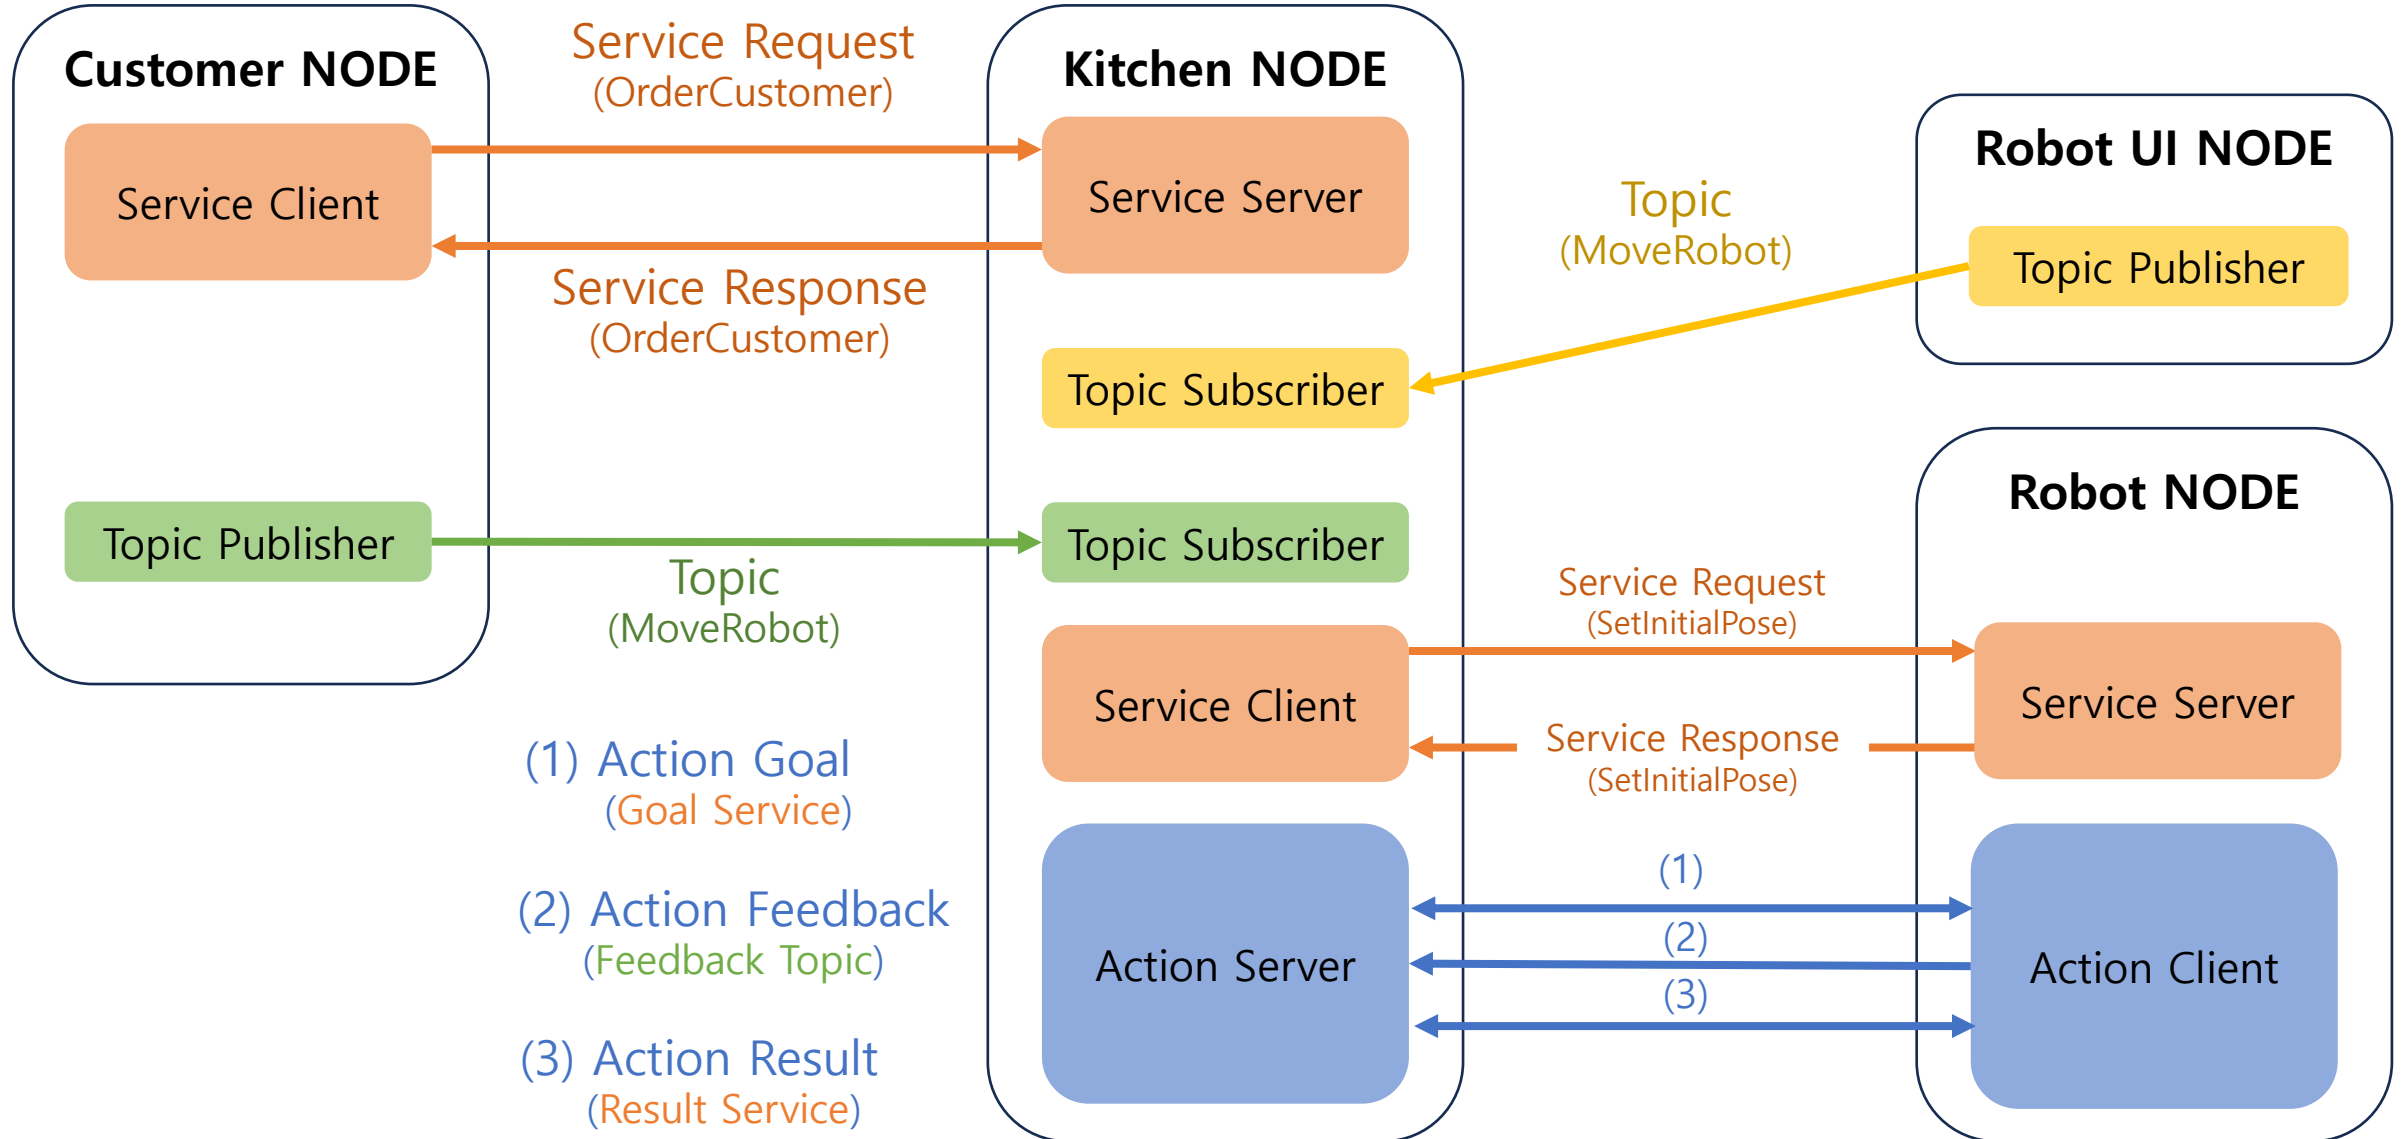 Customer NODE
Service Client
Topic Publisher
Service Request
(OrderCustomer)
Service Response
(OrderCustomer)
Topic
(MoveRobot)
(1) Action Goal
(Goal Service)
(2) Action Feedback
(Feedback Topic)
(3) Action Result
(Result Service)
Kitchen NODE
Service Server
Topic Subscriber
Topic Subscriber
Service Client
Action Server
Topic
(MoveRobot)
Service Request
(SetInitialPose)
Service Response
(SetInitialPose)
(1)
(2)
(3)
Robot UI NODE
Topic Publisher
Robot NODE
Service Server
Action Client